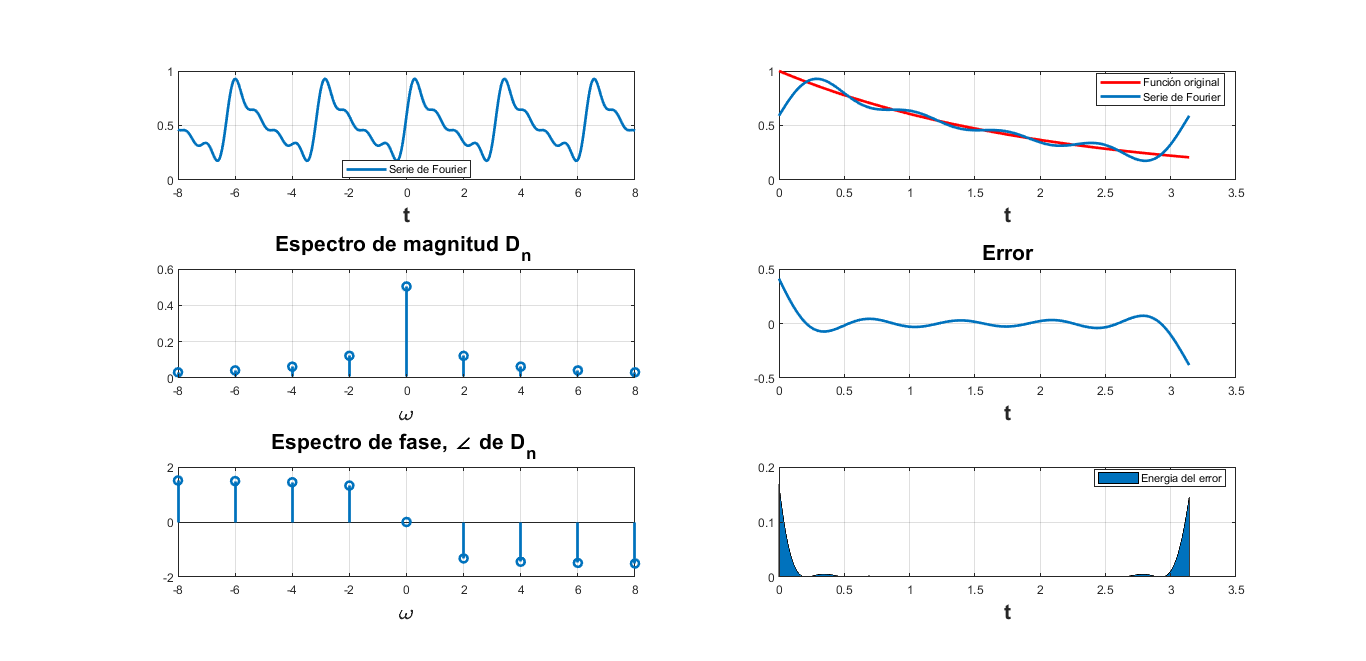 1
0.5
0
-8 -6 -4 -2 0 2 4 6 8
t
Serie de Fourier
1
0.5
0
0 0.5 1 1.5 2 2.5 3 3.5
t
Función original
Serie de Fourier
Espectro de magnitud Dn
0.6
0.4
0.2
0
-8 -6 -4 -2 0 2 4 6 8
ω
Error
0.5
0
-0.5
0 0.5 1 1.5 2 2.5 3 3.5
t
Espectro de fase, ∠ de Dn
2
0
-2
-8 -6 -4 -2 0 2 4 6 8
ω
0.2
0.1
0
0 0.5 1 1.5 2 2.5 3 3.5
t
Energia del error